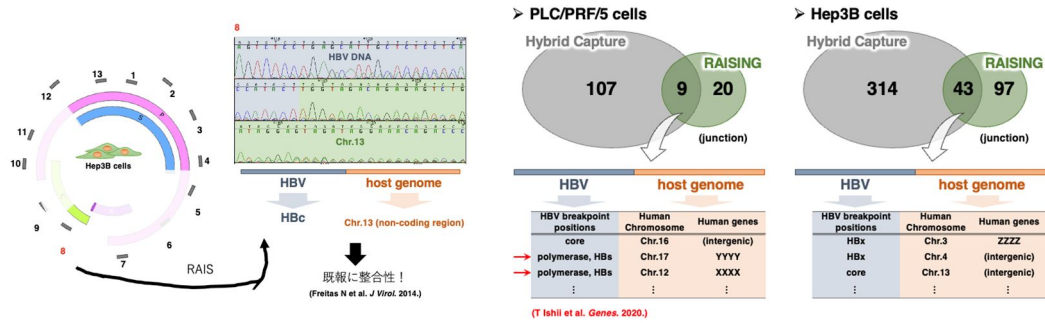 8
13
1
12
2
11
3
10
4
9
5
8
6
7
S
P
Hep3B cells
RAIS
HBV DNA
Chr.13
HBV
host genome
HBc
Chr.13 (non-coding region)
既報に整合性！
(Freitas N et al. J Virol. 2014.)
➢ PLC/PRF/5 cells
Hybrid Capture
RAISING
107
9
20
(junction)
HBV
host genome
HBV breakpoint positions
Human Chromosome
Human genes
core
Chr.16
(intergenic)
polymerase, HBs
Chr.17
YYYY
polymerase, HBs
Chr.12
XXXX
⋮
⋮
⋮
(T Ishii et al. Genes. 2020.)
➢ Hep3B cells
Hybrid Capture
RAISING
314
43
97
(junction)
HBV
host genome
HBV breakpoint positions
Human Chromosome
Human genes
HBx
Chr.3
ZZZZ
HBx
Chr.4
(intergenic)
core
Chr.13
(intergenic)
⋮
⋮
⋮